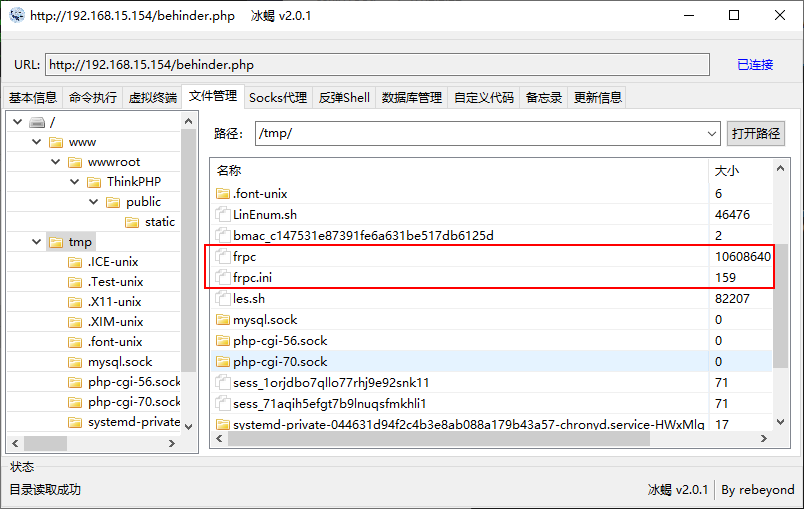 http://192.168.15.154/behinder.php 冰蝎 v2.0.1
URL: http://192.168.15.154/behinder.php 已连接
基本信息 命令执行 虚拟终端 文件管理 Socks代理 反弹Shell 数据库管理 自定义代码 备忘录 更新信息
/
www
wwwroot
ThinkPHP
public
static
tmp
.ICE-unix
.Test-unix
.X11-unix
.XIM-unix
.font-unix
mysql.sock
php-cgi-56.sock
php-cgi-70.sock
systemd-private
路径: /tmp/ 打开路径
名称 大小
.font-unix 6
LinEnum.sh 46476
bmac_c147531e87391fe6a631be517db6125d 2
frpc 10608640
frpc.ini 159
les.sh 82207
mysql.sock 0
php-cgi-56.sock 0
php-cgi-70.sock 0
sess_1orjdbo7qllo77rhj9e92snk11 71
sess_71aqih5efgt7b9lnuqsfmkhli1 71
systemd-private-044631d94f2c4b3e8ab088a179b43a57-chronyd.service-HWxMlq 17
状态
目录读取成功 冰蝎 v2.0.1 By rebeyond